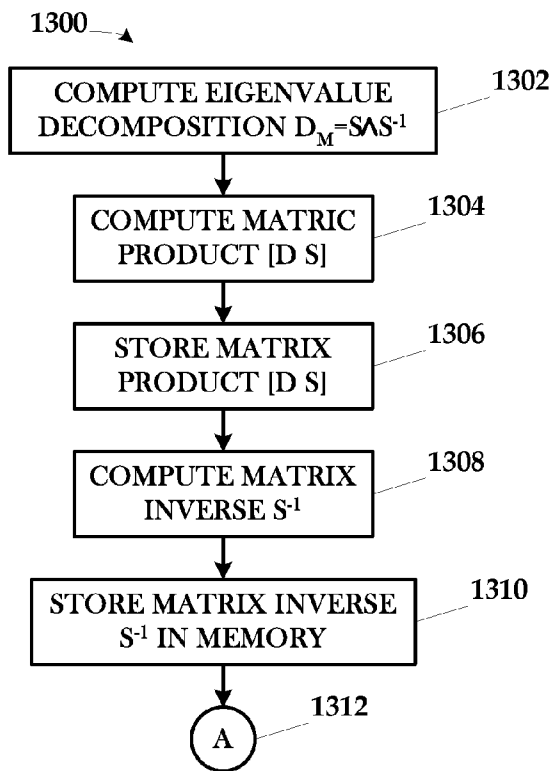 1300
COMPUTE EIGENVALUE
DECOMPOSITION D_M=SΛS⁻¹
1302
COMPUTE MATRIC
PRODUCT [D S]
1304
STORE MATRIX
PRODUCT [D S]
1306
COMPUTE MATRIX
INVERSE S⁻¹
1308
STORE MATRIX INVERSE
S⁻¹ IN MEMORY
1310
A
1312